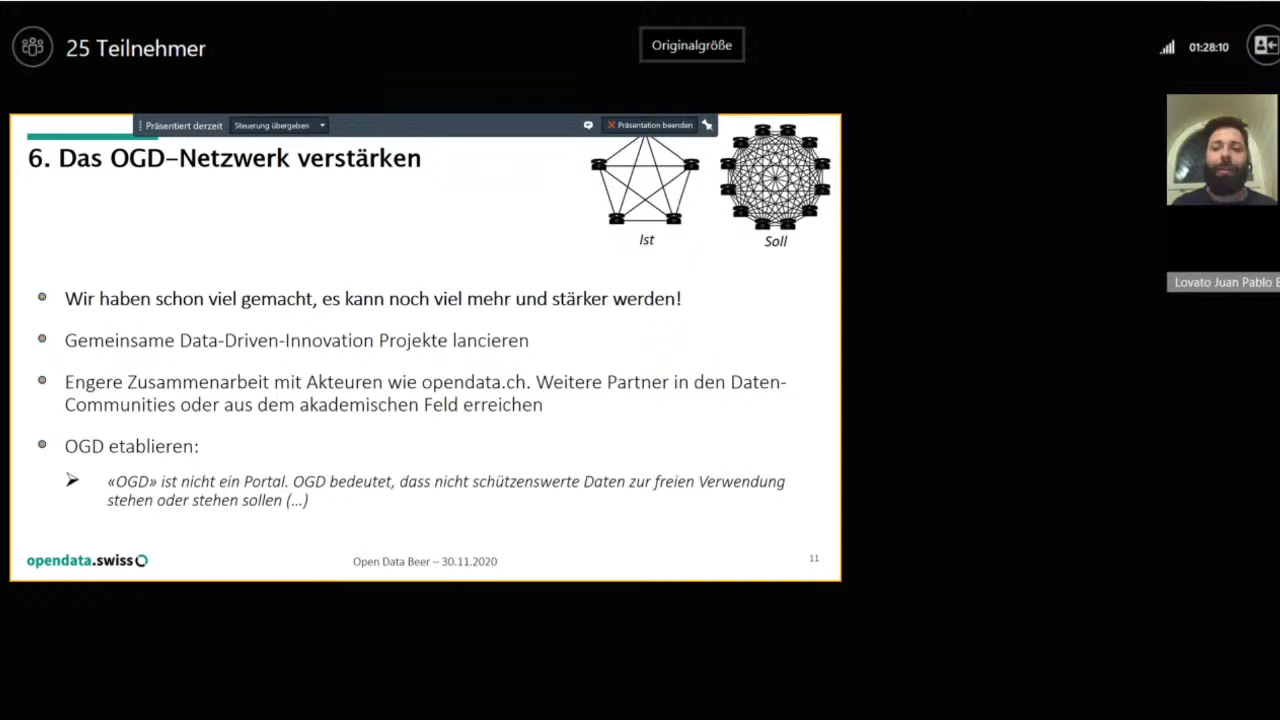 25 Teilnehmer
Originalgröße
01:28:10
Präsentiert derzeit
Steuerung übergeben
Präsentation beenden
6. Das OGD-Netzwerk verstärken
Ist
Soll
Lovato Juan Pablo E
Wir haben schon viel gemacht, es kann noch viel mehr und stärker werden!
Gemeinsame Data-Driven-Innovation Projekte lancieren
Engere Zusammenarbeit mit Akteuren wie opendata.ch. Weitere Partner in den Daten-
Communities oder aus dem akademischen Feld erreichen
OGD etablieren:
«OGD» ist nicht ein Portal. OGD bedeutet, dass nicht schützenswerte Daten zur freien Verwendung
stehen oder stehen sollen (...)
opendata.swiss
Open Data Beer – 30.11.2020
11